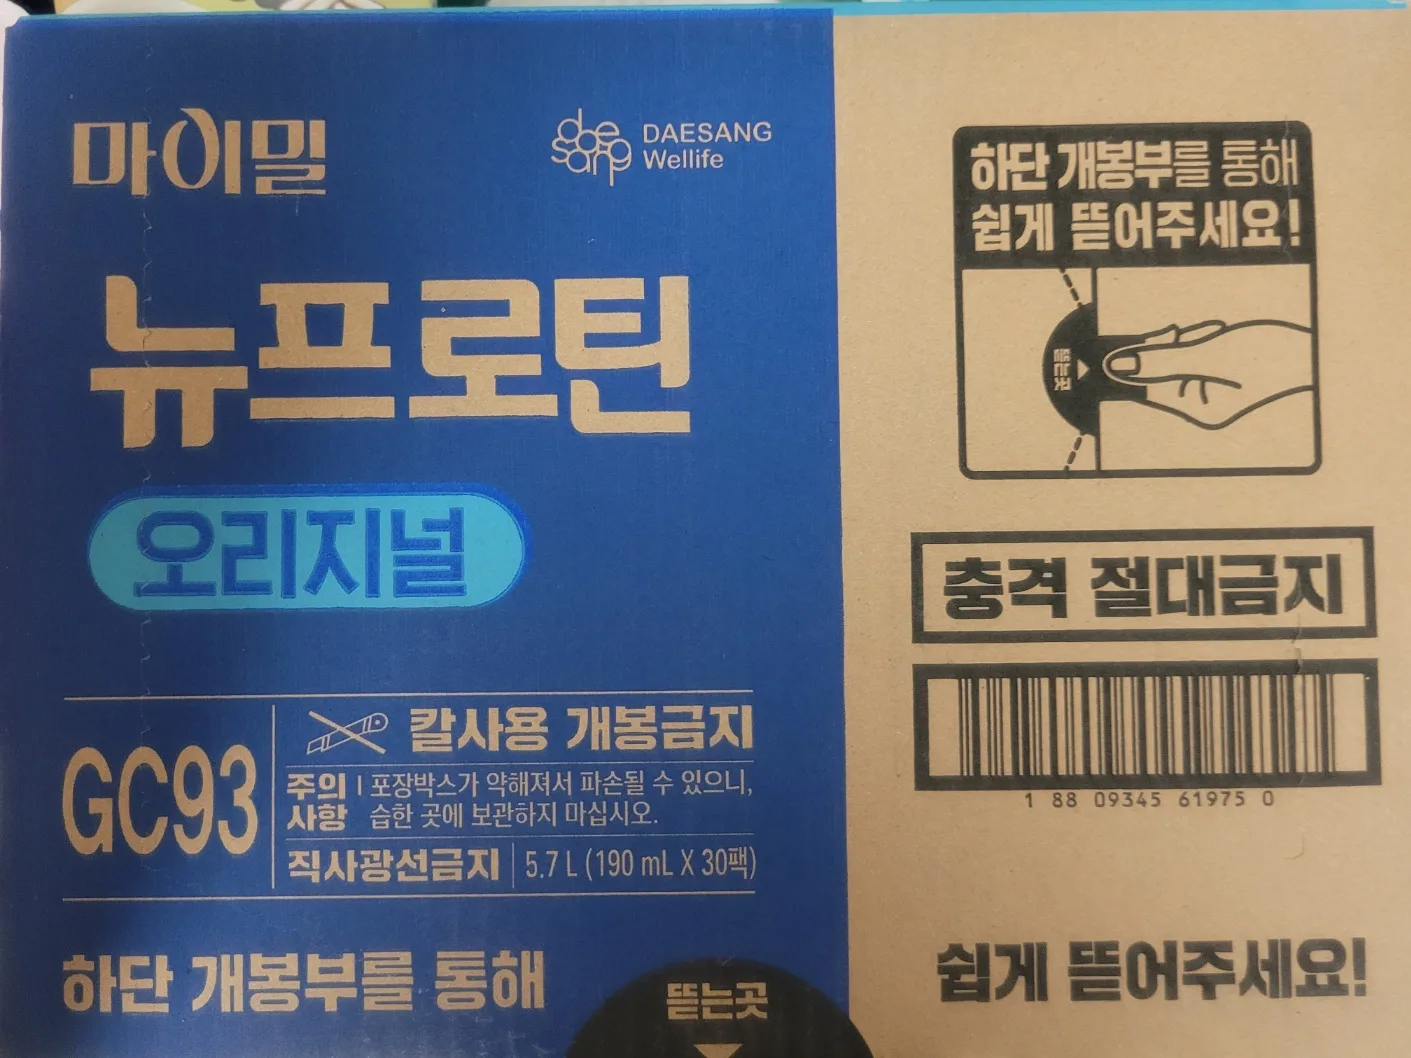 마이밀
daesang
DAESANG
Wellife
뉴프로틴
오리지널
GC93
칼사용 개봉금지
주의사항 | 포장박스가 약해져서 파손될 수 있으니,
습한 곳에 보관하지 마십시오.
직사광선금지 | 5.7 L (190 mL X 30팩)
하단 개봉부를 통해
뜯는곳
하단 개봉부를 통해
쉽게 뜯어주세요!
뜯는곳
충격 절대금지
1 88 09345 61975 0
쉽게 뜯어주세요!